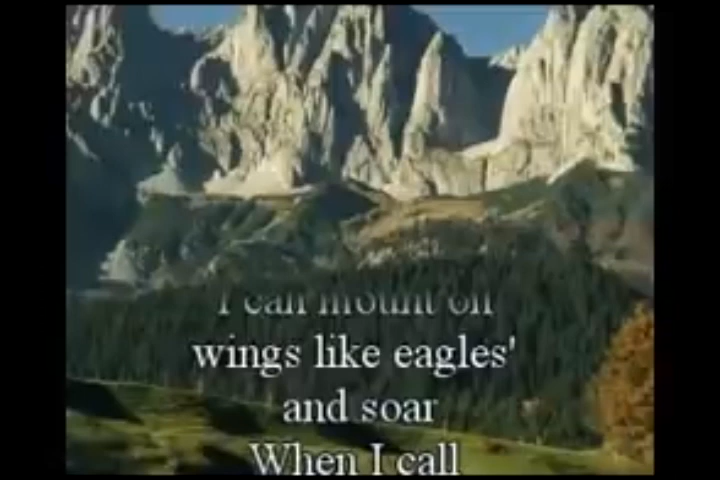 I can mount on
wings like eagles'
and soar
When I call